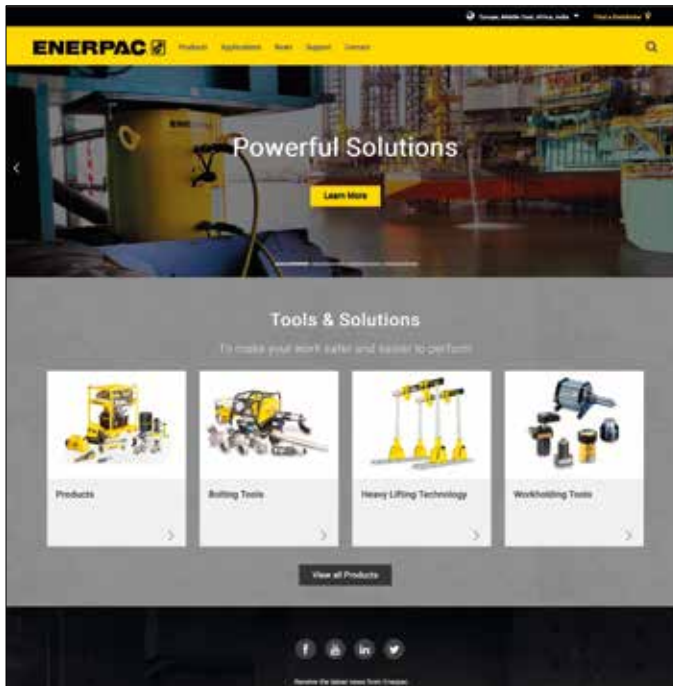 Europe, Middle East, Africa, India
Find a Distributor
ENERPAC
Products Applications News Support Contact
Powerful Solutions
Learn More
Tools & Solutions
To make your work safer and easier to perform
Products
Bolting Tools
Heavy Lifting Technology
Workholding Tools
View all Products
Receive the latest news from Enerpac